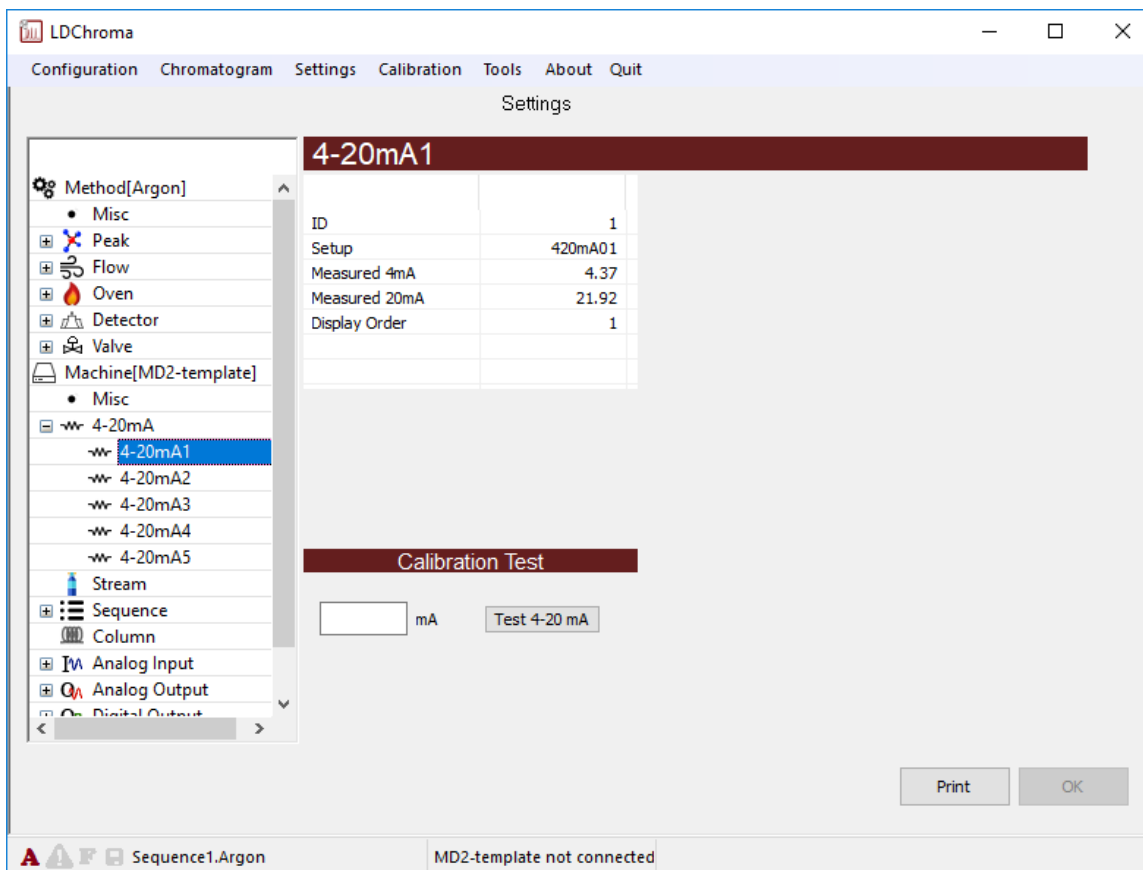 LDChroma
Configuration Chromatogram Settings Calibration Tools About Quit
Settings
Method[Argon]
Misc
Peak
Flow
Oven
Detector
Valve
Machine[MD2-template]
Misc
4-20mA
4-20mA1
4-20mA2
4-20mA3
4-20mA4
4-20mA5
Stream
Sequence
Column
Analog Input
Analog Output
Digital Output
4-20mA1
ID 1
Setup 420mA01
Measured 4mA 4.37
Measured 20mA 21.92
Display Order 1
Calibration Test
mA Test 4-20 mA
Print OK
A F Sequence1.Argon MD2-template not connected